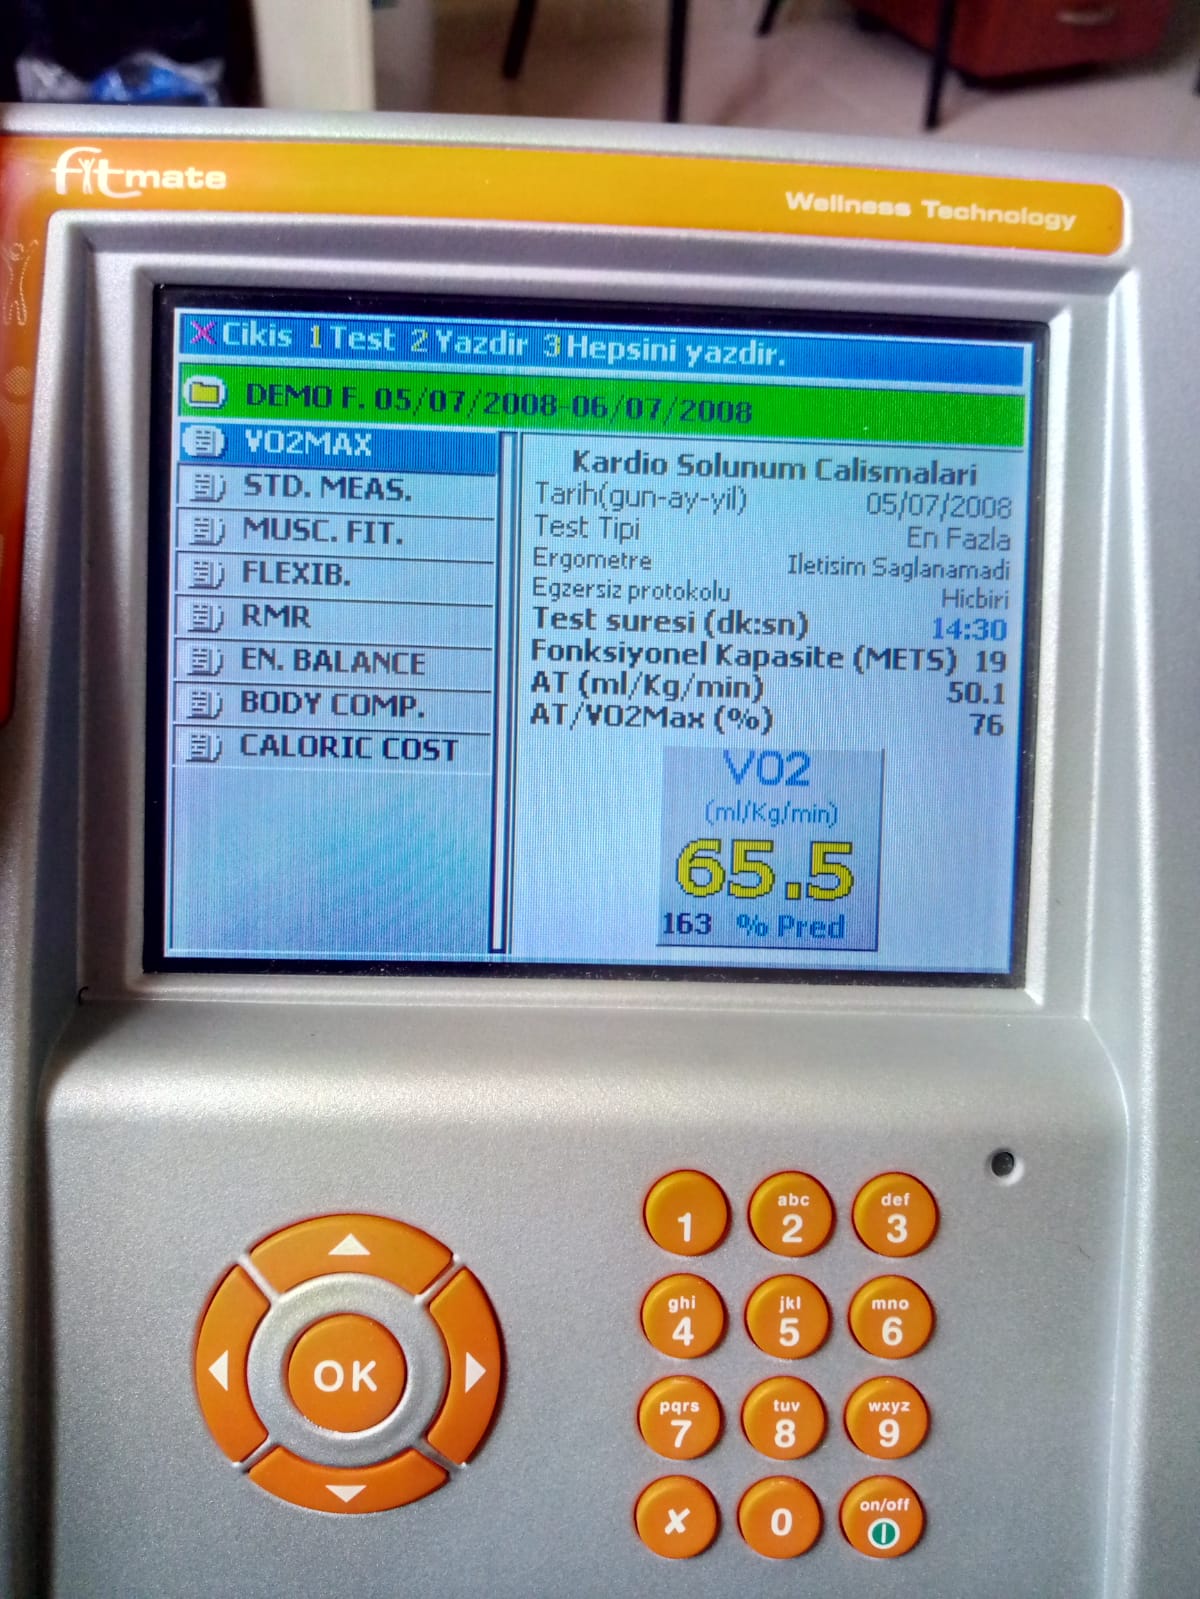 fitmate
Wellness Technology
X Cikis 1 Test 2 Yazdir 3 Hepsini yazdir.
DEMO F. 05/07/2008-06/07/2008
VO2MAX
STD. MEAS.
MUSC. FIT.
FLEXIB.
RMR
EN. BALANCE
BODY COMP.
CALORIC COST
Kardio Solunum Calismalari
Tarih(gun-ay-yil) 05/07/2008
Test Tipi En Fazla
Ergometre Iletisim Saglanamadi
Egzersiz protokolu Hicbiri
Test suresi (dk:sn) 14:30
Fonksiyonel Kapasite (METS) 19
AT (ml/Kg/min) 50.1
AT/VO2Max (%) 76
VO2
(ml/Kg/min)
65.5
163 % Pred
OK
1
abc
2
def
3
ghi
4
jkl
5
mno
6
pqrs
7
tuv
8
wxyz
9
x
0
on/off